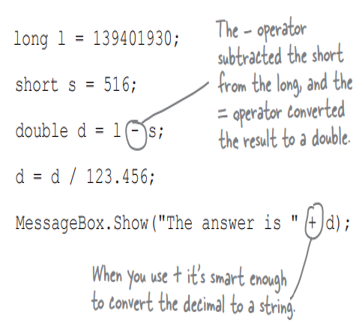 long l = 139401930;
short s = 516;
double d = l - s;
d = d / 123.456;
MessageBox.Show("The answer is " + d);
The - operator
subtracted the short
from the long, and the
= operator converted
the result to a double.
When you use + it's smart enough
to convert the decimal to a string.